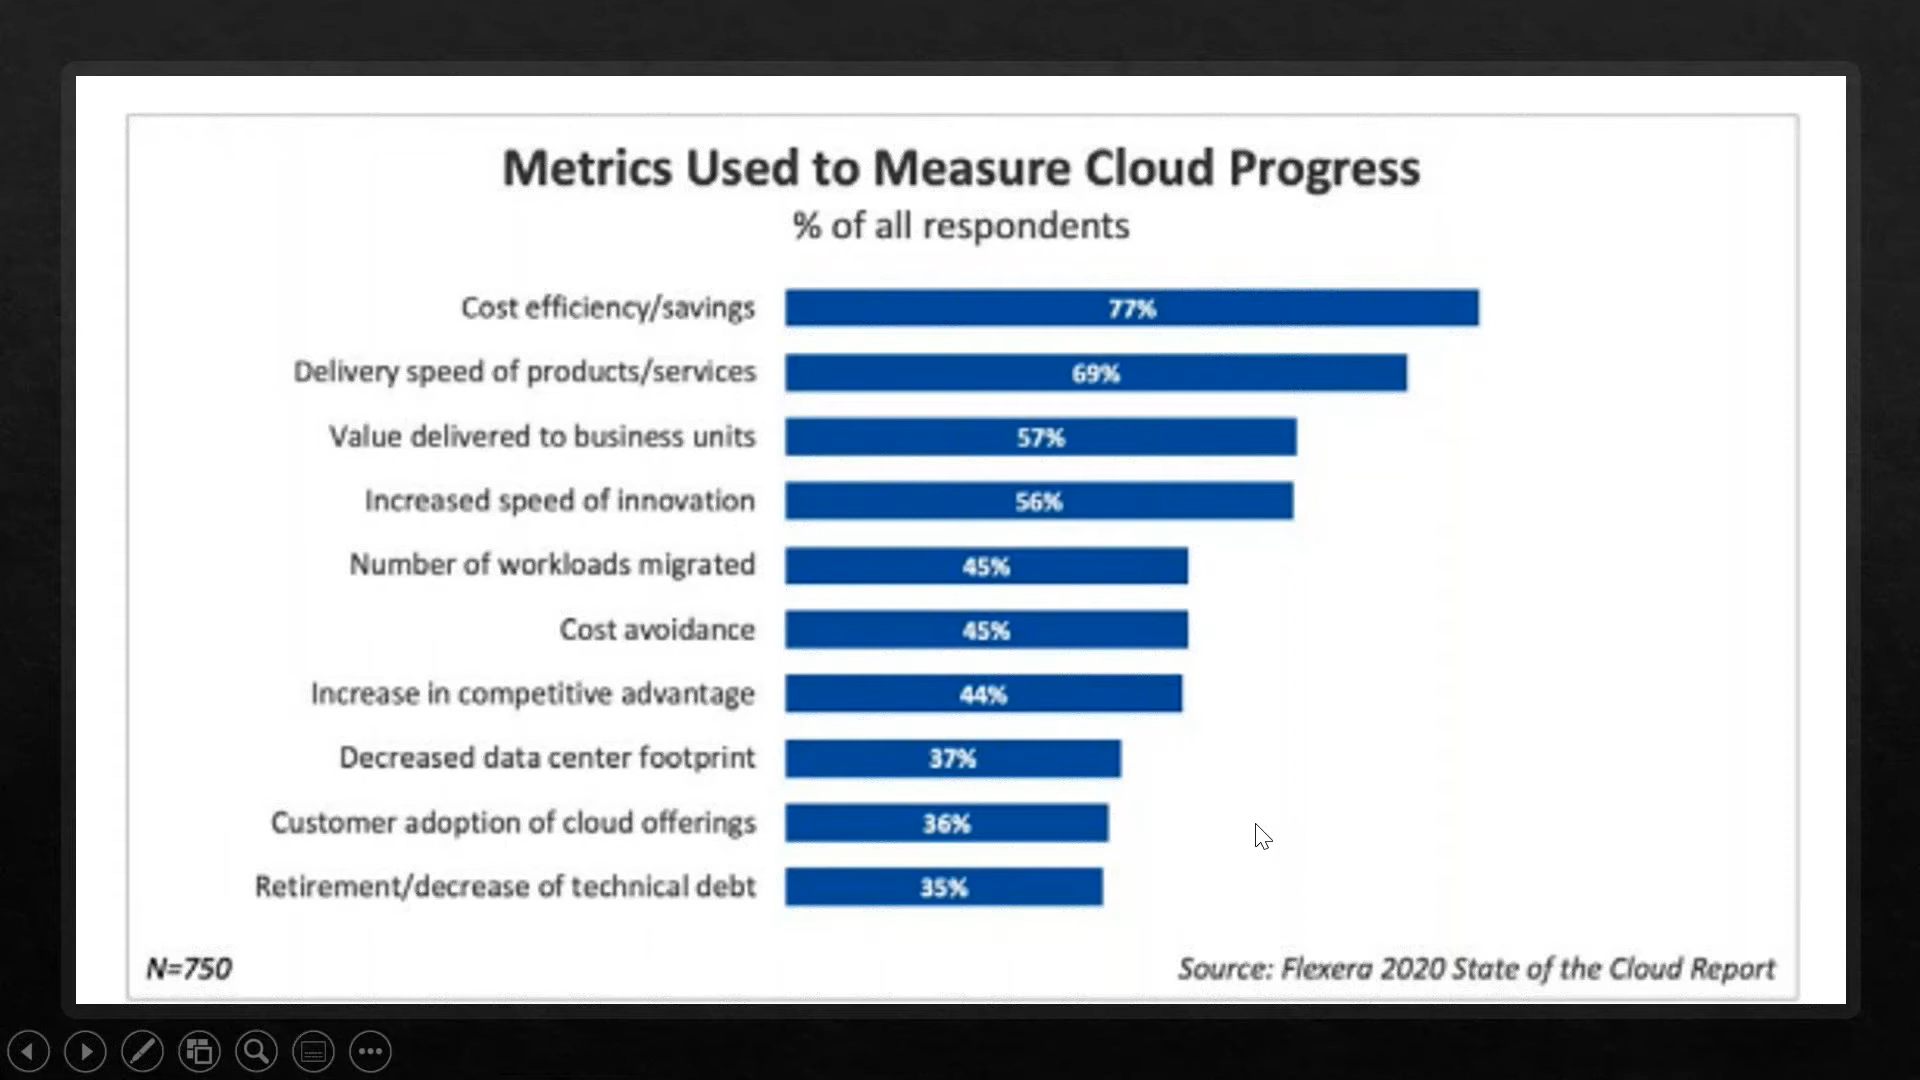 Metrics Used to Measure Cloud Progress
% of all respondents
Cost efficiency/savings 77%
Delivery speed of products/services 69%
Value delivered to business units 57%
Increased speed of innovation 56%
Number of workloads migrated 45%
Cost avoidance 45%
Increase in competitive advantage 44%
Decreased data center footprint 37%
Customer adoption of cloud offerings 36%
Retirement/decrease of technical debt 35%
N=750
Source: Flexera 2020 State of the Cloud Report